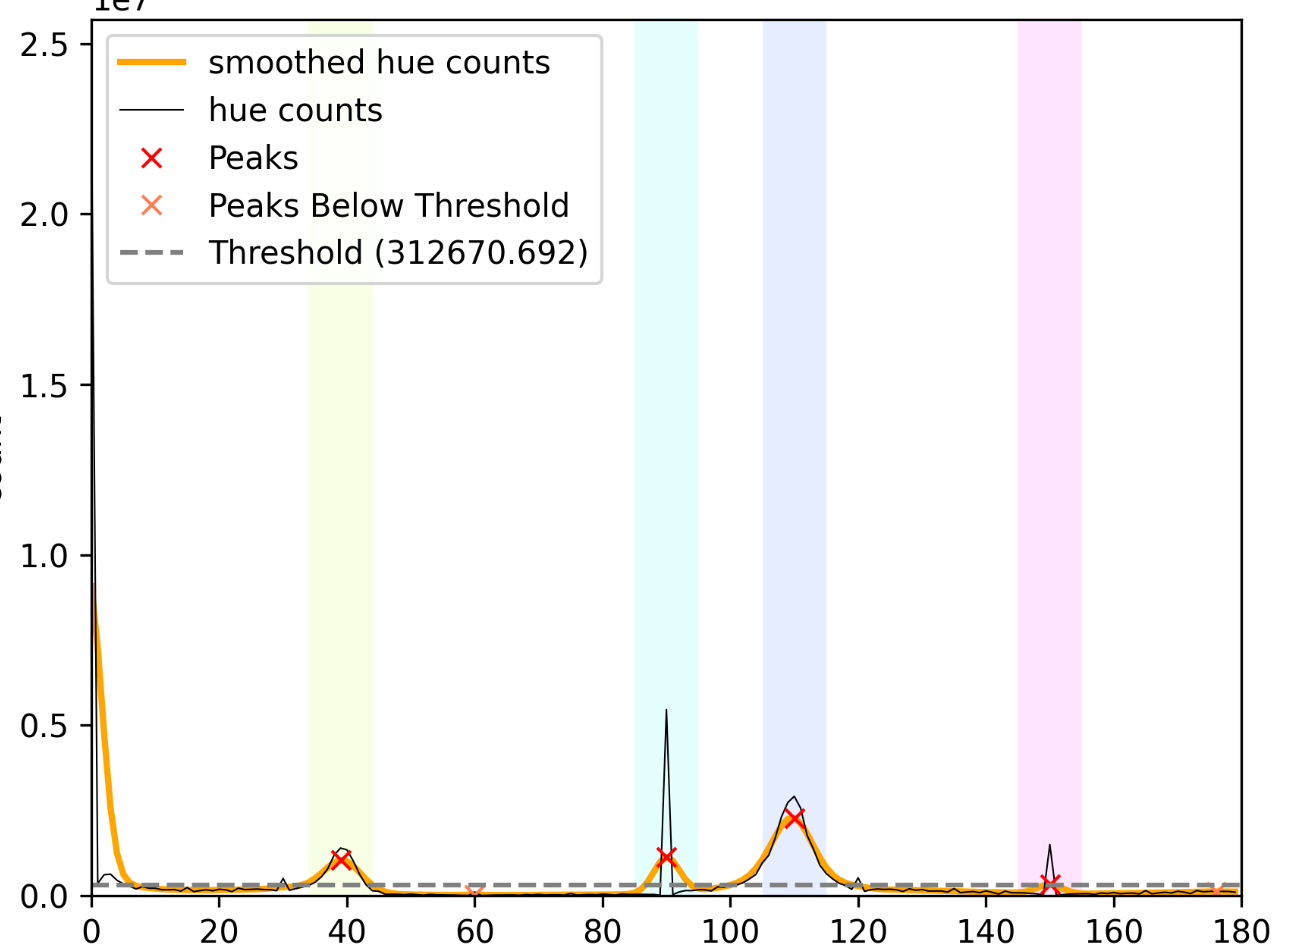 1e7
2.5
smoothed hue counts
hue counts
Peaks
2.0
Peaks Below Threshold
Threshold (312670.692)
1.5
1.0
0.5
0.0
0 20 40 60 80 100 120 140 160 180